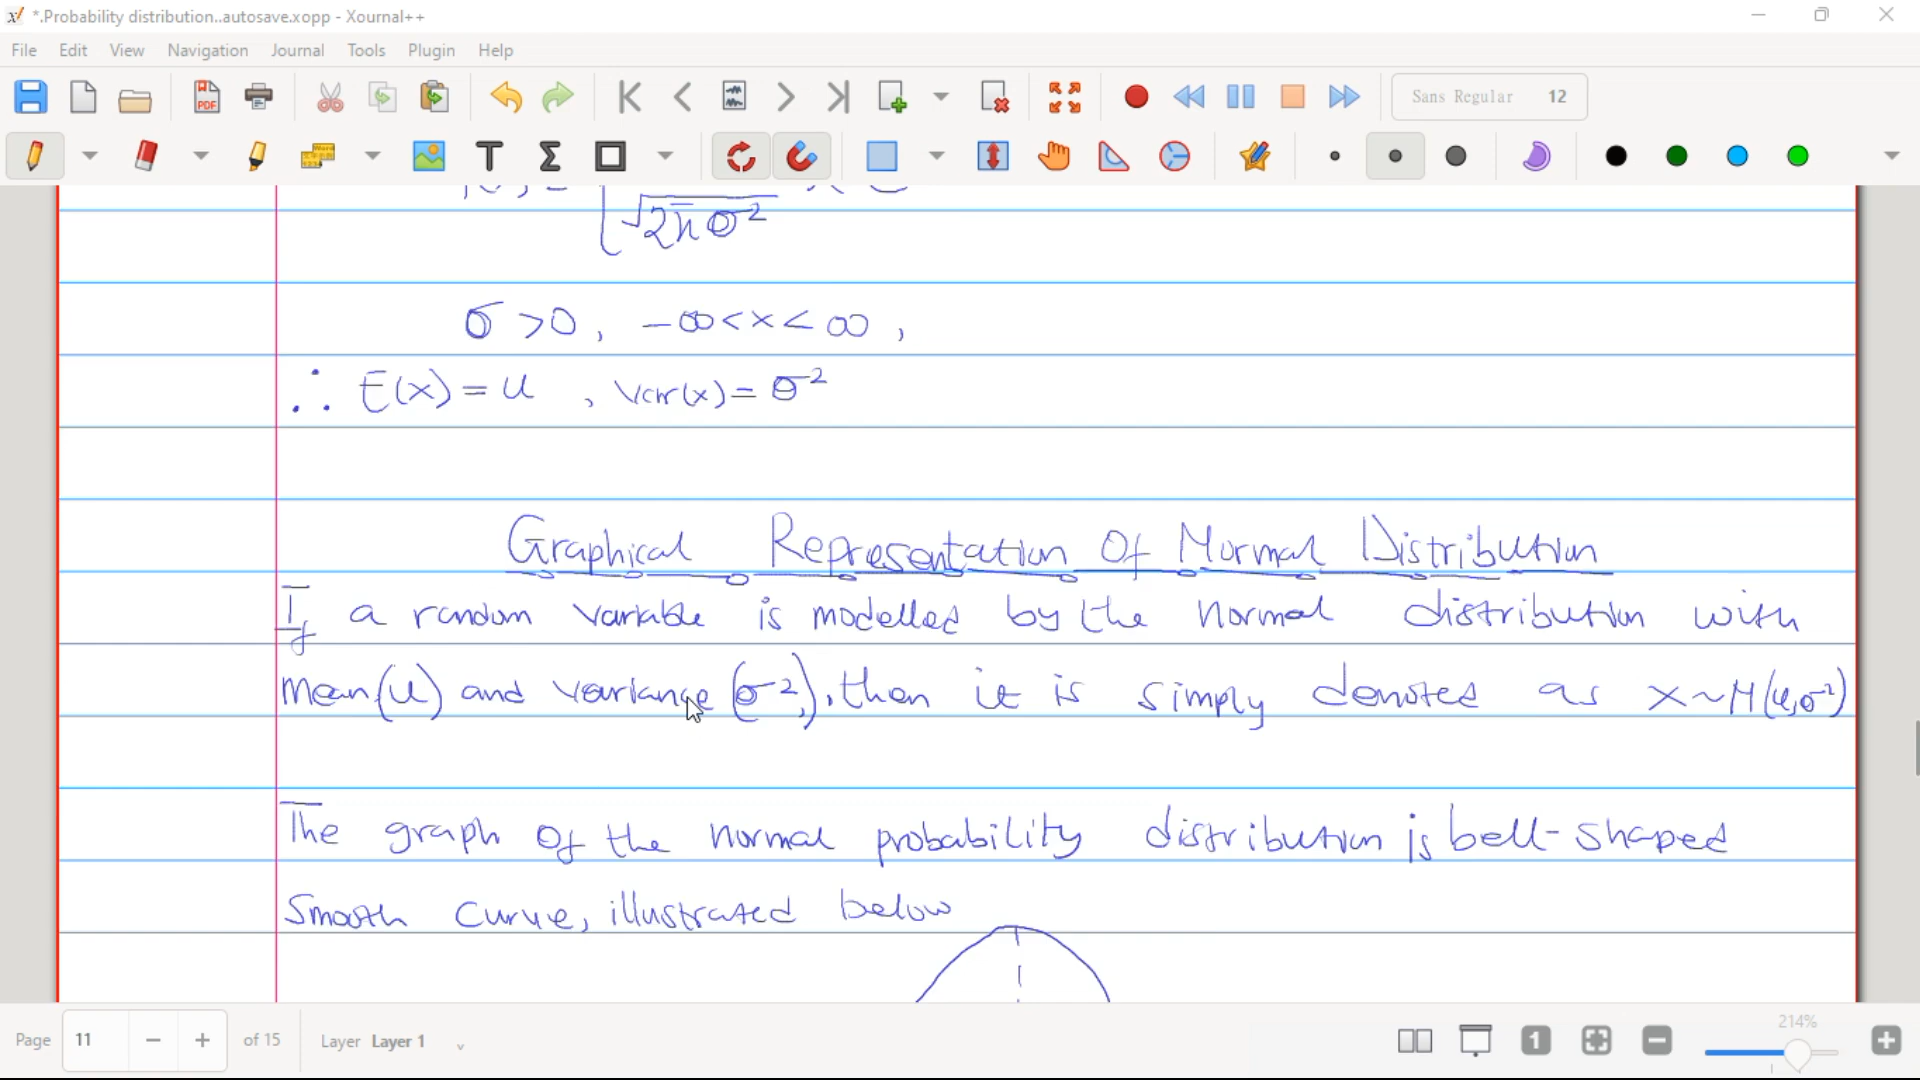 *.Probability distribution..autosave.xopp - Xournal++
File Edit View Navigation Journal Tools Plugin Help
Sans Regular 12
√2πσ²
σ >0, -∞<x<∞,
∴ E(x) = u , Var(x) = σ²
Graphical Representation Of Normal Distribution
If a random variable is modelled by the normal distribution with
mean(u) and variance (σ²), then it is simply denoted as x~N(u,σ²)
The graph of the normal probability distribution is bell-shaped
Smooth curve, illustrated below
Page 11 of 15 Layer Layer 1 214%